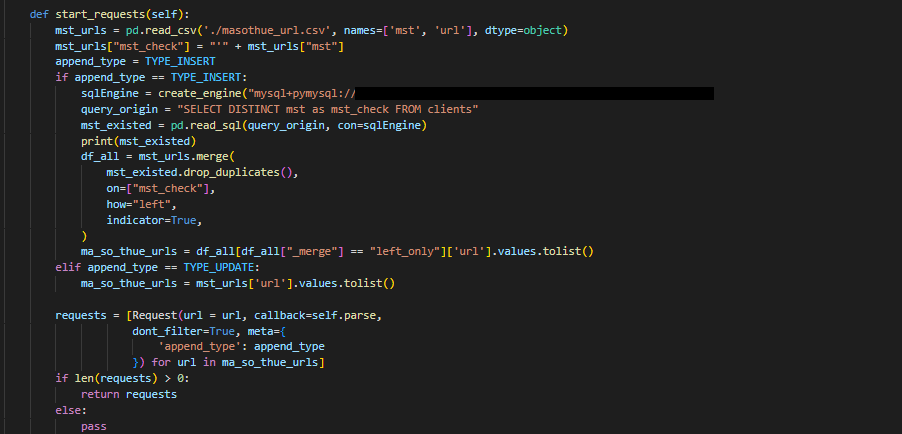 def start_requests(self):
    mst_urls = pd.read_csv('./masothue_url.csv', names=['mst', 'url'], dtype=object)
    mst_urls["mst_check"] = "'" + mst_urls["mst"]
    append_type = TYPE_INSERT
    if append_type == TYPE_INSERT:
        sqlEngine = create_engine("mysql+pymysql://
        query_origin = "SELECT DISTINCT mst as mst_check FROM clients"
        mst_existed = pd.read_sql(query_origin, con=sqlEngine)
        print(mst_existed)
        df_all = mst_urls.merge(
            mst_existed.drop_duplicates(),
            on=["mst_check"],
            how="left",
            indicator=True,
        )
        ma_so_thue_urls = df_all[df_all["_merge"] == "left_only"]['url'].values.tolist()
    elif append_type == TYPE_UPDATE:
        ma_so_thue_urls = mst_urls['url'].values.tolist()

    requests = [Request(url = url, callback=self.parse,
                dont_filter=True, meta={
                    'append_type': append_type
                }) for url in ma_so_thue_urls]
    if len(requests) > 0:
        return requests
    else:
        pass